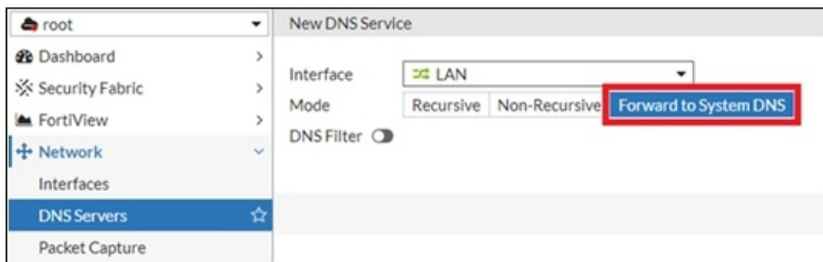 root
Dashboard
Security Fabric
FortiView
Network
Interfaces
DNS Servers
Packet Capture
New DNS Service
Interface LAN
Mode Recursive Non-Recursive Forward to System DNS
DNS Filter